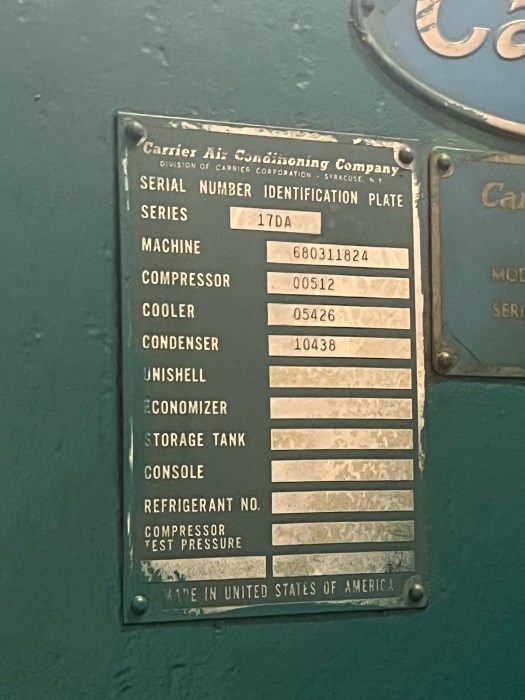 Carrier Air Conditioning Company
DIVISION OF CARRIER CORPORATION - SYRACUSE, N.Y.
SERIAL NUMBER IDENTIFICATION PLATE
SERIES 17DA
MACHINE 680311824
COMPRESSOR 00512
COOLER 05426
CONDENSER 10438
UNISHELL
ECONOMIZER
STORAGE TANK
CONSOLE
REFRIGERANT NO.
COMPRESSOR
TEST PRESSURE
MADE IN UNITED STATES OF AMERICA
Ca
Car
MOD
SERI